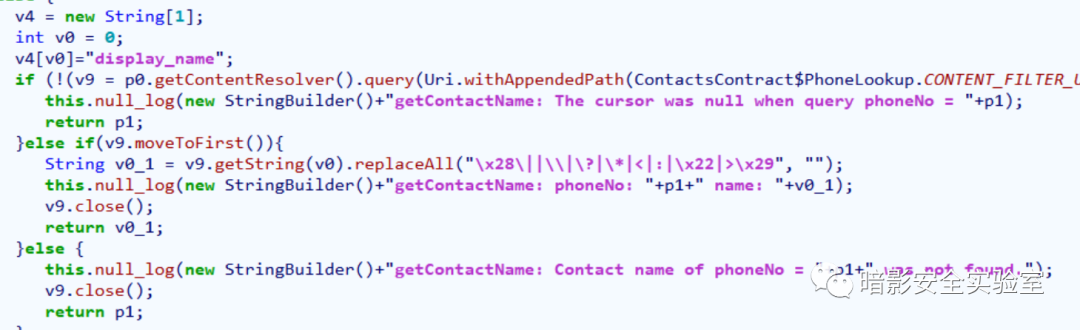 v4 = new String[1];
int v0 = 0;
v4[v0]="display_name";
if (!(v9 = p0.getContentResolver().query(Uri.withAppendedPath(ContactsContract$PhoneLookup.CONTENT_FILTER_U
this.null_log(new StringBuilder()+"getContactName: The cursor was null when query phoneNo = "+p1);
return p1;
}else if(v9.moveToFirst()){
String v0_1 = v9.getString(v0).replaceAll("\x28\||\\|\?|\*|<|:|\x22|>\x29", "");
this.null_log(new StringBuilder()+"getContactName: phoneNo: "+p1+" name: "+v0_1);
v9.close();
return v0_1;
}else {
this.null_log(new StringBuilder()+"getContactName: Contact name of phoneNo = "+p1+" was not found.");
v9.close();
return p1;
暗影安全实验室